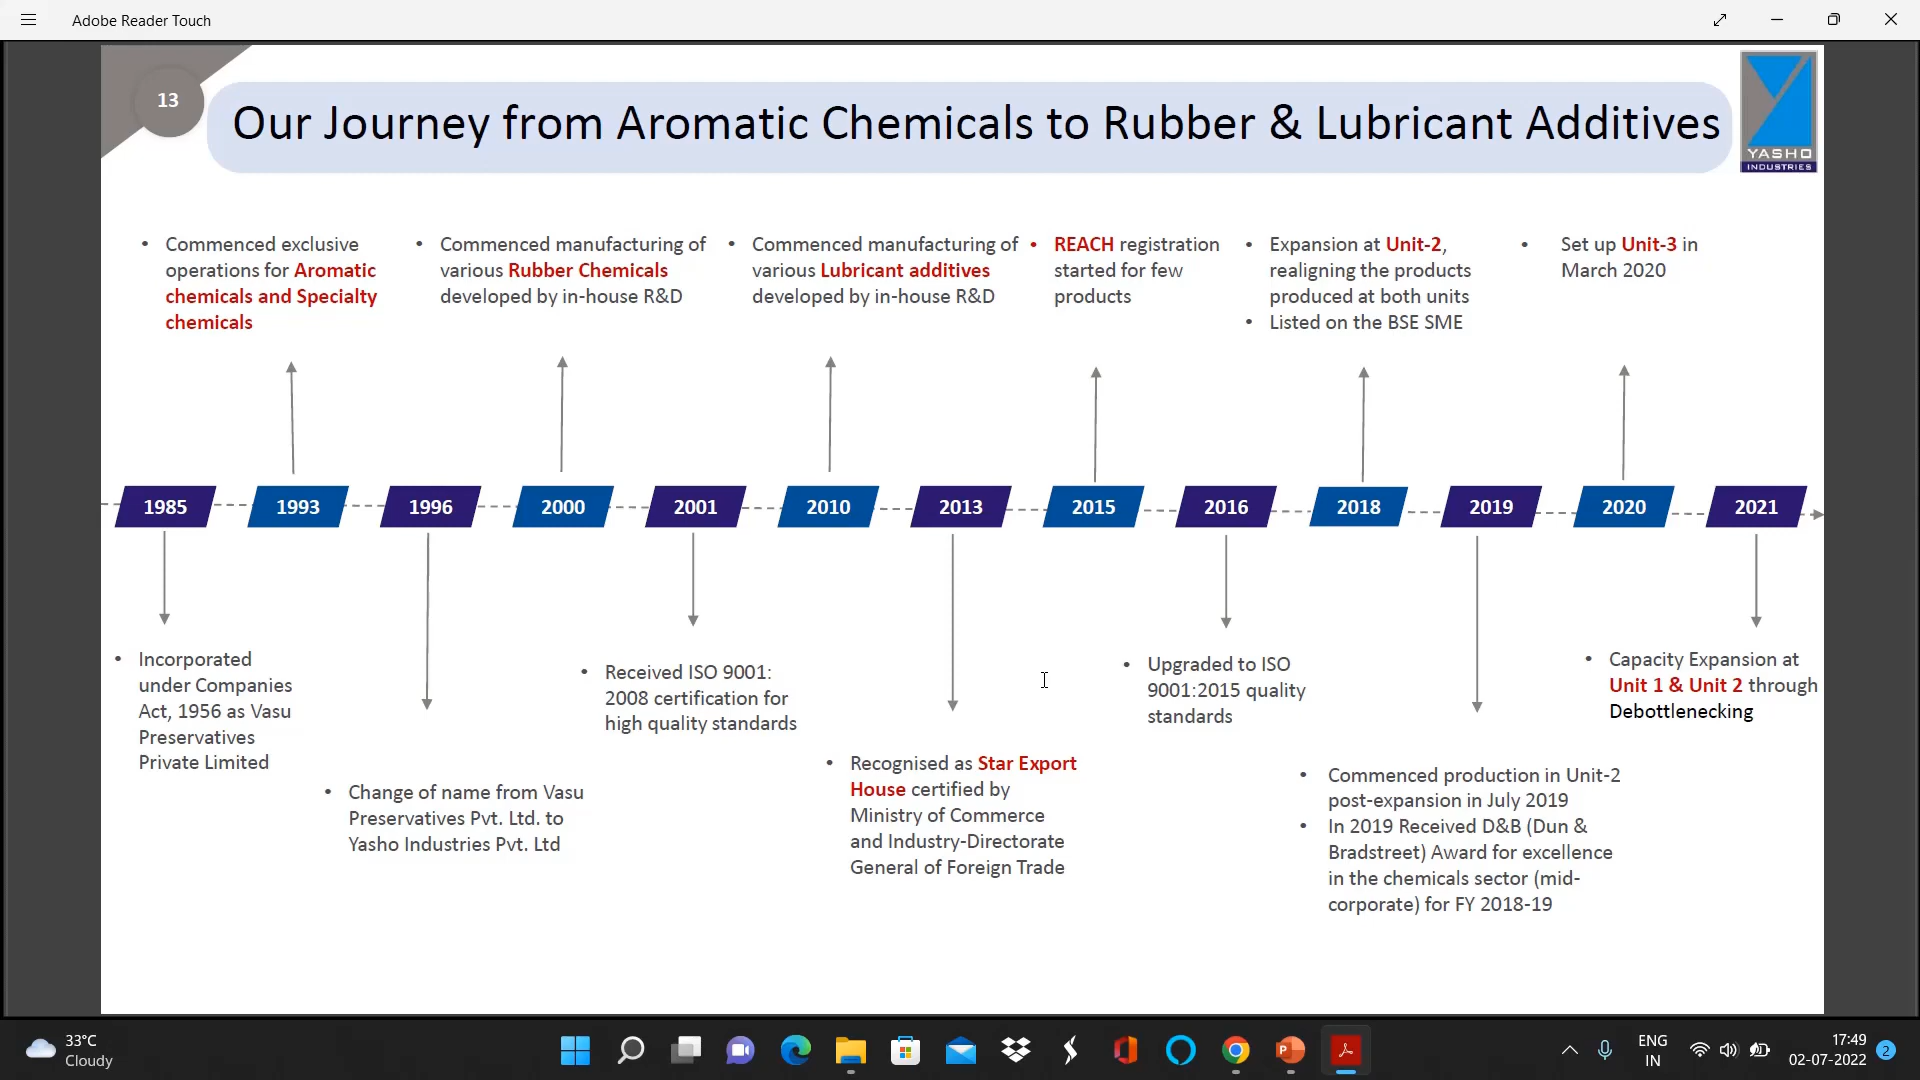 Adobe Reader Touch
13
Our Journey from Aromatic Chemicals to Rubber & Lubricant Additives
YASHO
INDUSTRIES
• Commenced exclusive
operations for Aromatic
chemicals and Specialty
chemicals
• Commenced manufacturing of
various Rubber Chemicals
developed by in-house R&D
• Commenced manufacturing of
various Lubricant additives
developed by in-house R&D
• REACH registration
started for few
products
• Expansion at Unit-2,
realigning the products
produced at both units
• Listed on the BSE SME
• Set up Unit-3 in
March 2020
1985 1993 1996 2000 2001 2010 2013 2015 2016 2018 2019 2020 2021
• Incorporated
under Companies
Act, 1956 as Vasu
Preservatives
Private Limited
• Change of name from Vasu
Preservatives Pvt. Ltd. to
Yasho Industries Pvt. Ltd
• Received ISO 9001:
2008 certification for
high quality standards
• Recognised as Star Export
House certified by
Ministry of Commerce
and Industry-Directorate
General of Foreign Trade
• Upgraded to ISO
9001:2015 quality
standards
• Commenced production in Unit-2
post-expansion in July 2019
• In 2019 Received D&B (Dun &
Bradstreet) Award for excellence
in the chemicals sector (mid-
corporate) for FY 2018-19
• Capacity Expansion at
Unit 1 & Unit 2 through
Debottlenecking
33°C
Cloudy
ENG
IN
17:49
02-07-2022
2